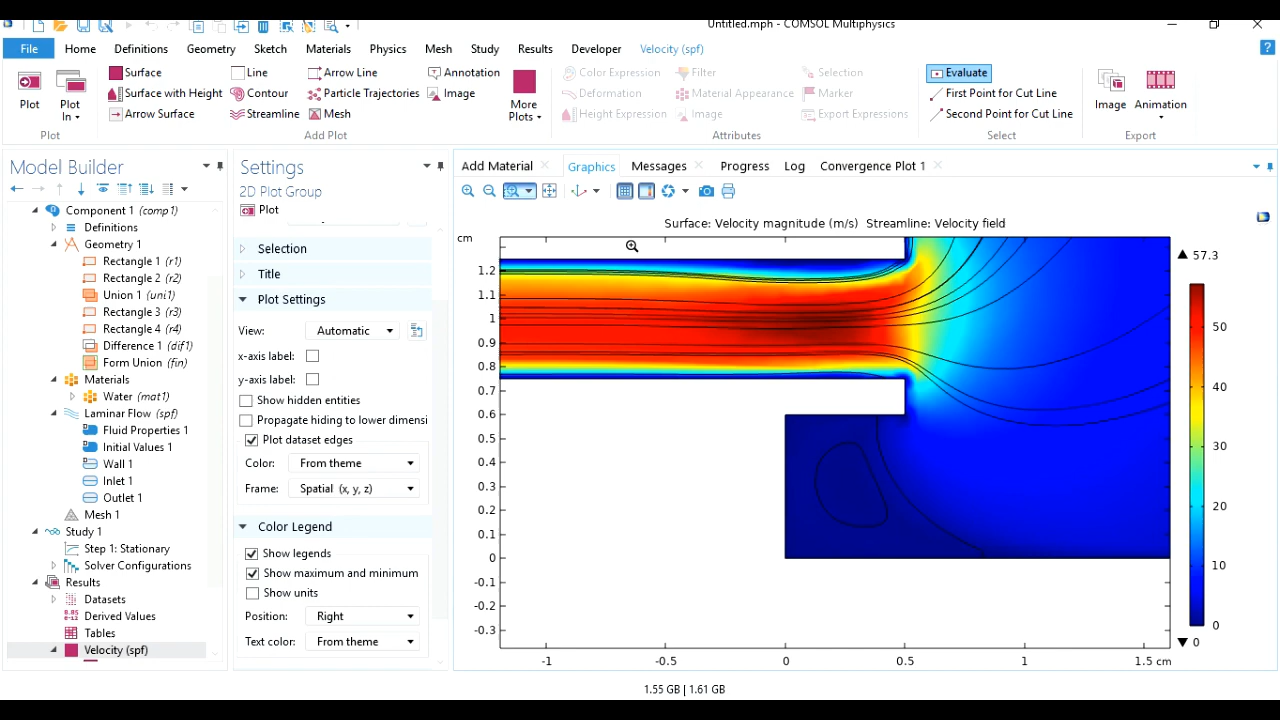 Untitled.mph - COMSOL Multiphysics
File Home Definitions Geometry Sketch Materials Physics Mesh Study Results Developer Velocity (spf) ?
Surface Line Arrow Line Annotation Color Expression Filter Selection Evaluate
Surface with Height Contour Particle Trajectories Image Deformation Material Appearance Marker First Point for Cut Line
Plot Plot In More Plots Image Animation
Arrow Surface Streamline Mesh Height Expression Image Export Expressions Second Point for Cut Line
Plot Add Plot Attributes Select Export
Model Builder
Component 1 (comp1)
Definitions
Geometry 1
Rectangle 1 (r1)
Rectangle 2 (r2)
Union 1 (uni1)
Rectangle 3 (r3)
Rectangle 4 (r4)
Difference 1 (dif1)
Form Union (fin)
Materials
Water (mat1)
Laminar Flow (spf)
Fluid Properties 1
Initial Values 1
Wall 1
Inlet 1
Outlet 1
Mesh 1
Study 1
Step 1: Stationary
Solver Configurations
Results
Datasets
8.85
e-12
Derived Values
Tables
Velocity (spf)
Settings
2D Plot Group
Plot
Selection
Title
Plot Settings
View: Automatic
x-axis label:
y-axis label:
Show hidden entities
Propagate hiding to lower dimensi
Plot dataset edges
Color: From theme
Frame: Spatial (x, y, z)
Color Legend
Show legends
Show maximum and minimum
Show units
Position: Right
Text color: From theme
Add Material Graphics Messages Progress Log Convergence Plot 1
Surface: Velocity magnitude (m/s) Streamline: Velocity field
cm
1.2
1.1
1
0.9
0.8
0.7
0.6
0.5
0.4
0.3
0.2
0.1
0
-0.1
-0.2
-0.3
-1 -0.5 0 0.5 1 1.5 cm
57.3
50
40
30
20
10
0
0
1.55 GB | 1.61 GB